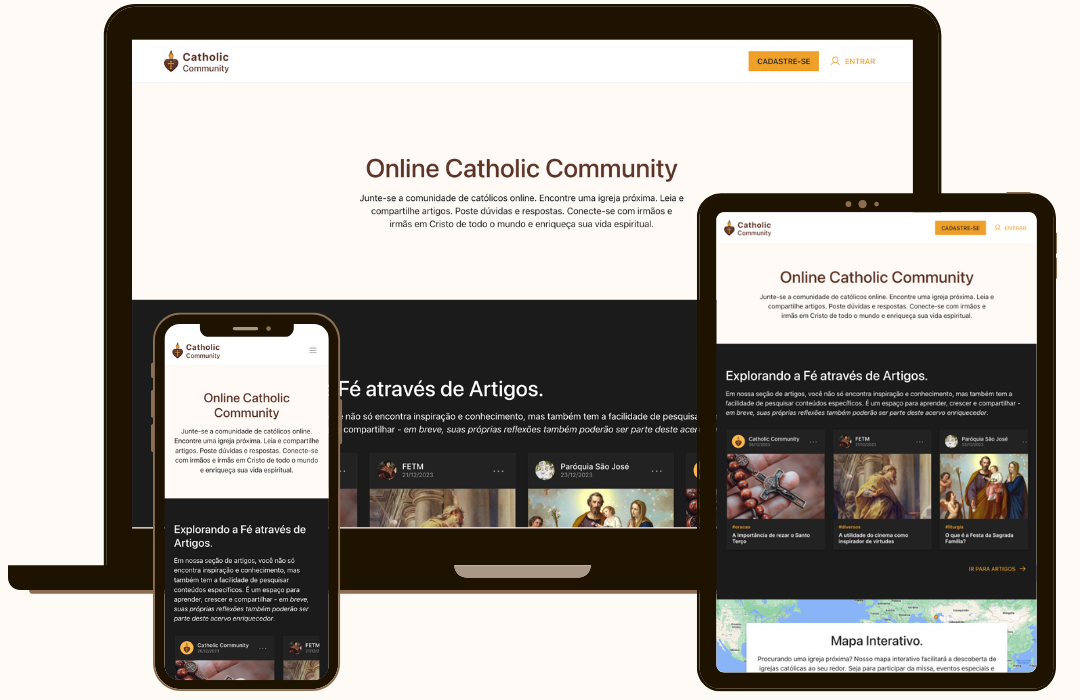 Catholic
Community
CADASTRE-SE
ENTRAR
Online Catholic Community
Junte-se a comunidade de católicos online. Encontre uma igreja próxima. Leia e
compartilhe artigos. Poste dúvidas e respostas. Conecte-se com irmãos e
irmãs em Cristo de todo o mundo e enriqueça sua vida espiritual.
Fé através de Artigos.
não só encontra inspiração e conhecimento, mas também tem a facilidade de pesquisa
compartilhar - em breve, suas próprias reflexões também poderão ser parte deste acer
...
FETM
21/12/2023
...
Paróquia São José
23/12/2023
...
Catholic
Community
Online Catholic
Community
Junte-se a comunidade de católicos online.
Encontre uma igreja próxima. Leia e compartilhe
artigos. Poste dúvidas e respostas. Conecte-se
com irmãos e irmãs em Cristo de todo o mundo
e enriqueça sua vida espiritual.
Explorando a Fé através de
Artigos.
Em nossa seção de artigos, você não só
encontra inspiração e conhecimento, mas
também tem a facilidade de pesquisar
conteúdos específicos. É um espaço para
aprender, crescer e compartilhar - em breve,
suas próprias reflexões também poderão ser
parte deste acervo enriquecedor.
Catholic Community
...
FETM
Catholic
Community
CADASTRE-SE
ENTRAR
Online Catholic Community
Junte-se a comunidade de católicos online. Encontre uma igreja próxima. Leia e
compartilhe artigos. Poste dúvidas e respostas. Conecte-se com irmãos e
irmãs em Cristo de todo o mundo e enriqueça sua vida espiritual.
Explorando a Fé através de Artigos.
Em nossa seção de artigos, você não só encontra inspiração e conhecimento, mas também tem a
facilidade de pesquisar conteúdos específicos. É um espaço para aprender, crescer e compartilhar -
em breve, suas próprias reflexões também poderão ser parte deste acervo enriquecedor.
Catholic Community
...
FETM
21/12/2023
...
Paróquia São José
23/12/2023
#oracao
A importância de rezar o Santo
Terço
#diversos
A utilidade do cinema como
inspirador de virtudes
#liturgia
O que é a Festa da Sagrada
Família?
IR PARA ARTIGOS →
Mapa Interativo.
Procurando uma igreja próxima? Nosso mapa interativo facilitará a descoberta de
igrejas católicas ao seu redor. Seja para participar da missa, eventos especiais e